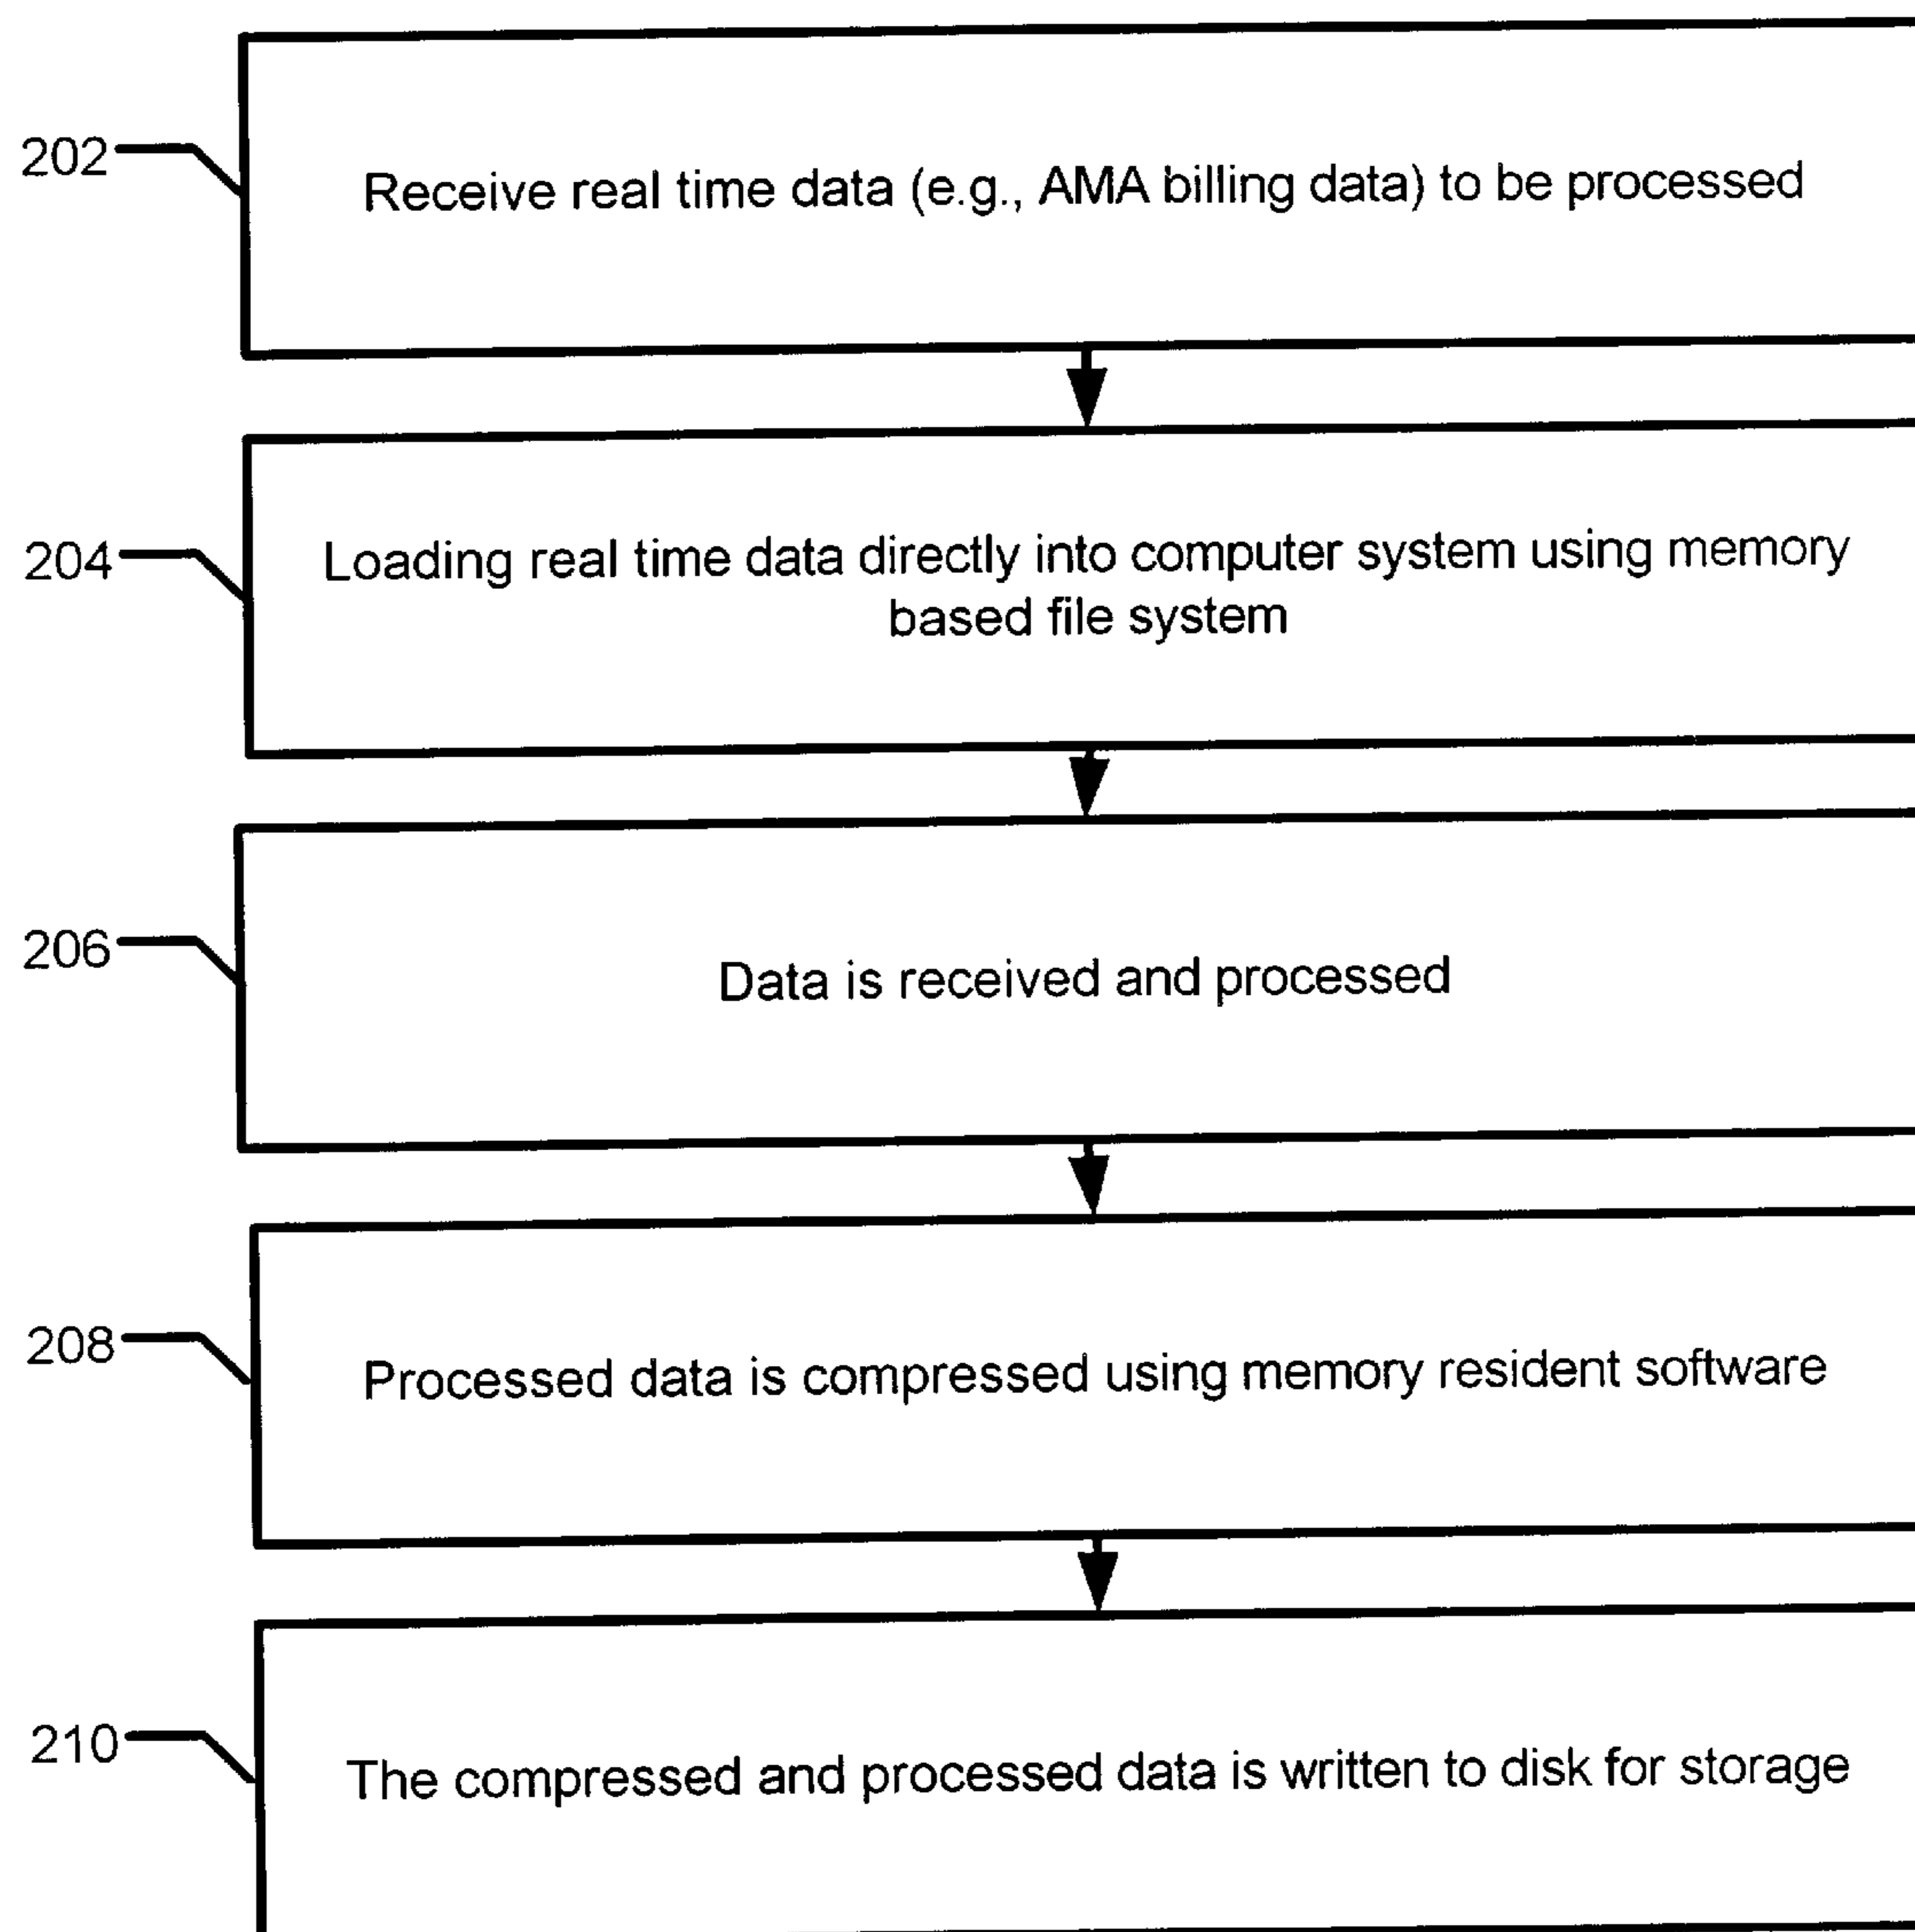 202
Receive real time data (e.g., AMA billing data) to be processed
204
Loading real time data directly into computer system using memory
based file system
206
Data is received and processed
208
Processed data is compressed using memory resident software
210
The compressed and processed data is written to disk for storage